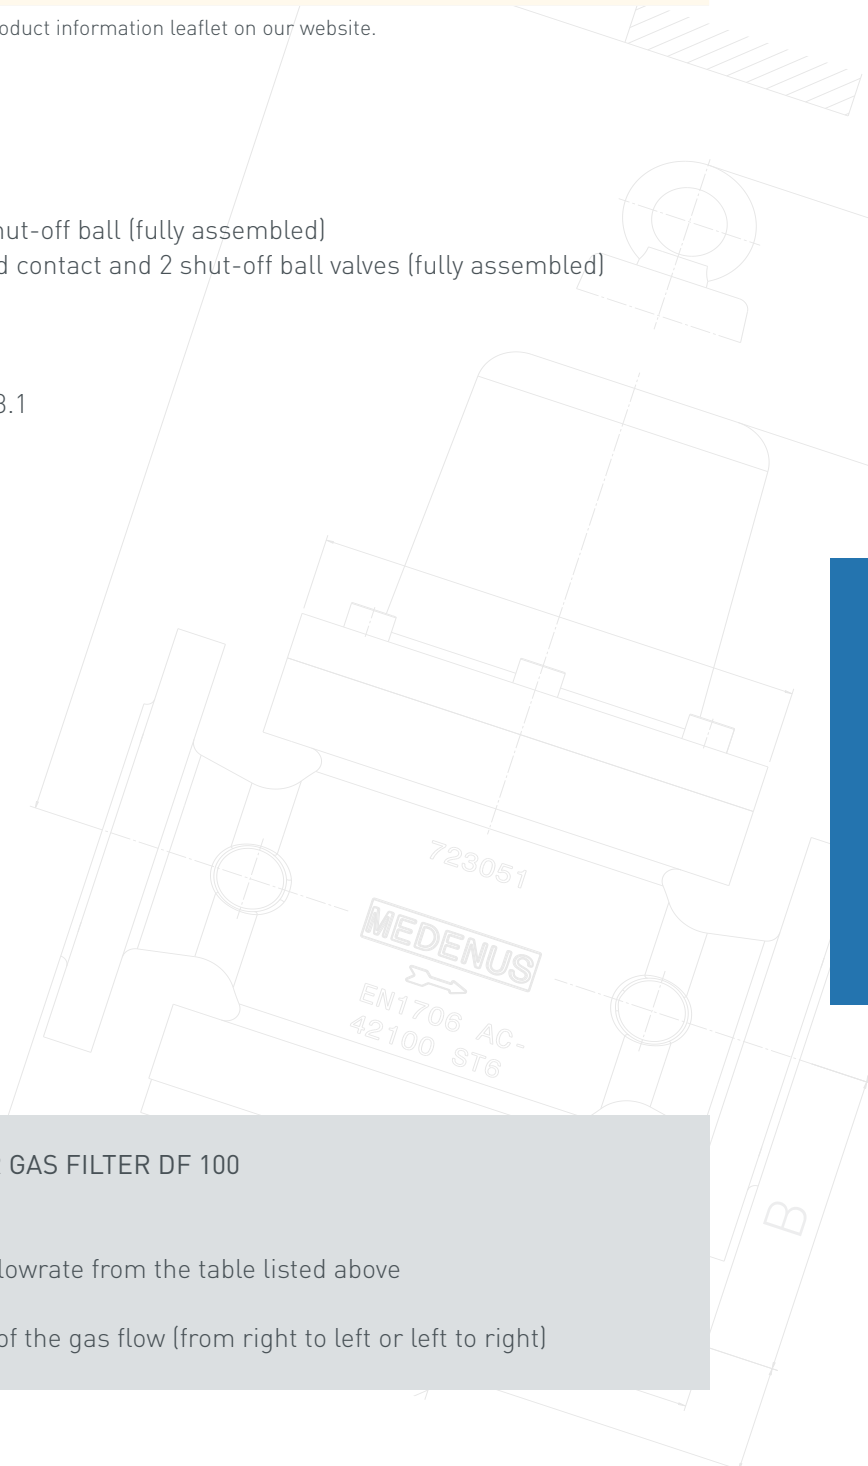 oduct information leaflet on our website.
hut-off ball (fully assembled)
d contact and 2 shut-off ball valves (fully assembled)
3.1
723051
MEDENUS
EN1706 AC-
42100 ST6
GAS FILTER DF 100
B
lowrate from the table listed above
of the gas flow (from right to left or left to right)